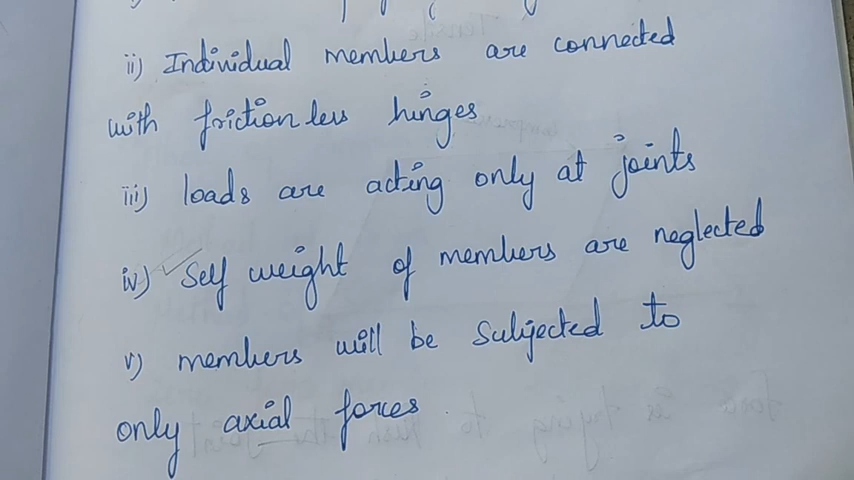 ii) Individual members are connected
with frictionless hinges
iii) loads are acting only at joints
iv) Self weight of members are neglected
v) members will be subjected to
only axial forces